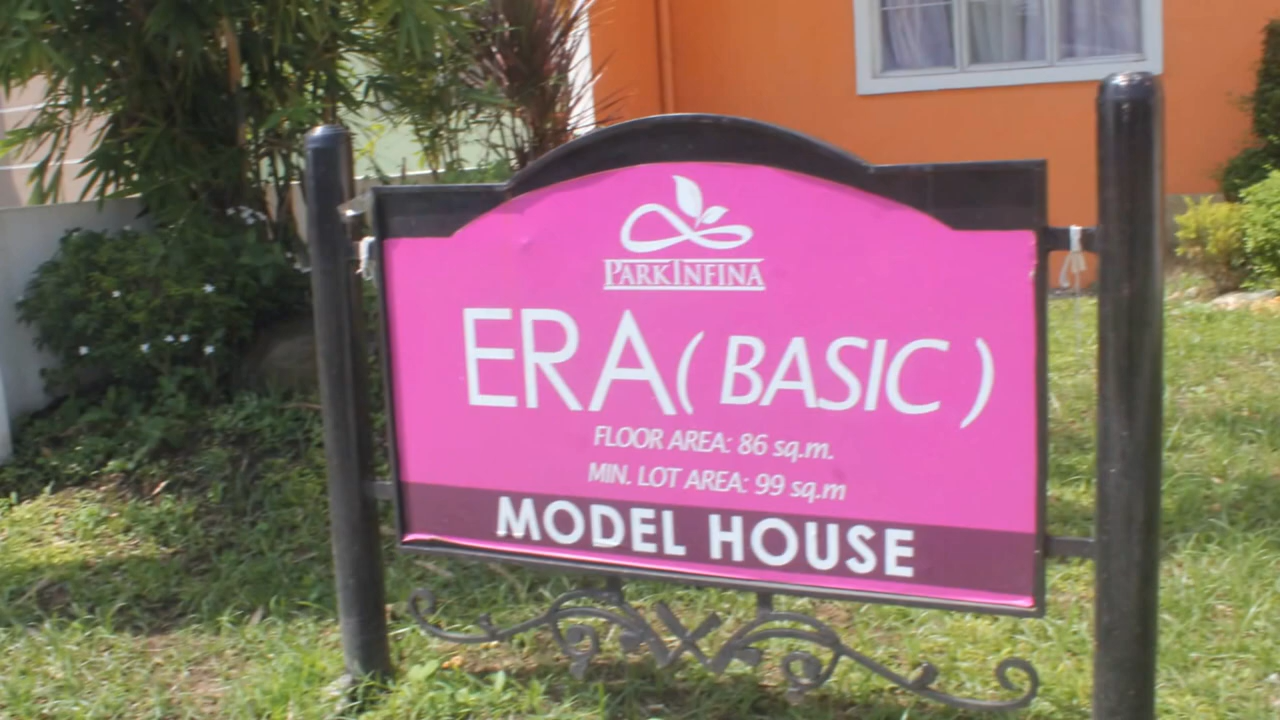 PARKINFINA
ERA ( BASIC )
FLOOR AREA: 86 sq.m.
MIN. LOT AREA: 99 sq.m
MODEL HOUSE